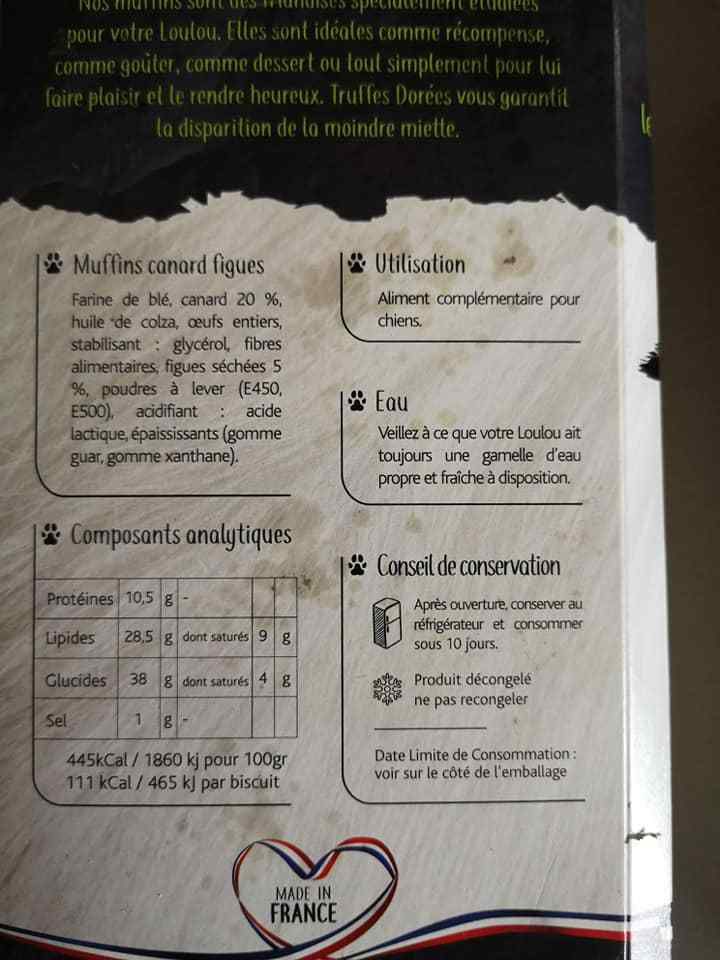 Nos muffins sont des friandises spécialement étudiées
pour votre Loulou. Elles sont idéales comme récompense,
comme goûter, comme dessert ou tout simplement pour lui
faire plaisir et le rendre heureux. Truffes Dorées vous garantit
la disparition de la moindre miette.
Muffins canard figues
Farine de blé, canard 20 %,
huile de colza, œufs entiers,
stabilisant : glycérol, fibres
alimentaires, figues séchées 5
%, poudres à lever (E450,
E500), acidifiant : acide
lactique, épaississants (gomme
guar, gomme xanthane).
Utilisation
Aliment complémentaire pour
chiens.
Eau
Veillez à ce que votre Loulou ait
toujours une gamelle d'eau
propre et fraîche à disposition.
Composants analytiques
Protéines 10,5 g -
Lipides 28,5 g dont saturés 9 g
Glucides 38 g dont saturés 4 g
Sel 1 g -
445kCal / 1860 kj pour 100gr
111 kCal / 465 kJ par biscuit
Conseil de conservation
Après ouverture, conserver au
réfrigérateur et consommer
sous 10 jours.
Produit décongelé
ne pas recongeler
Date Limite de Consommation :
voir sur le côté de l'emballage
MADE IN
FRANCE